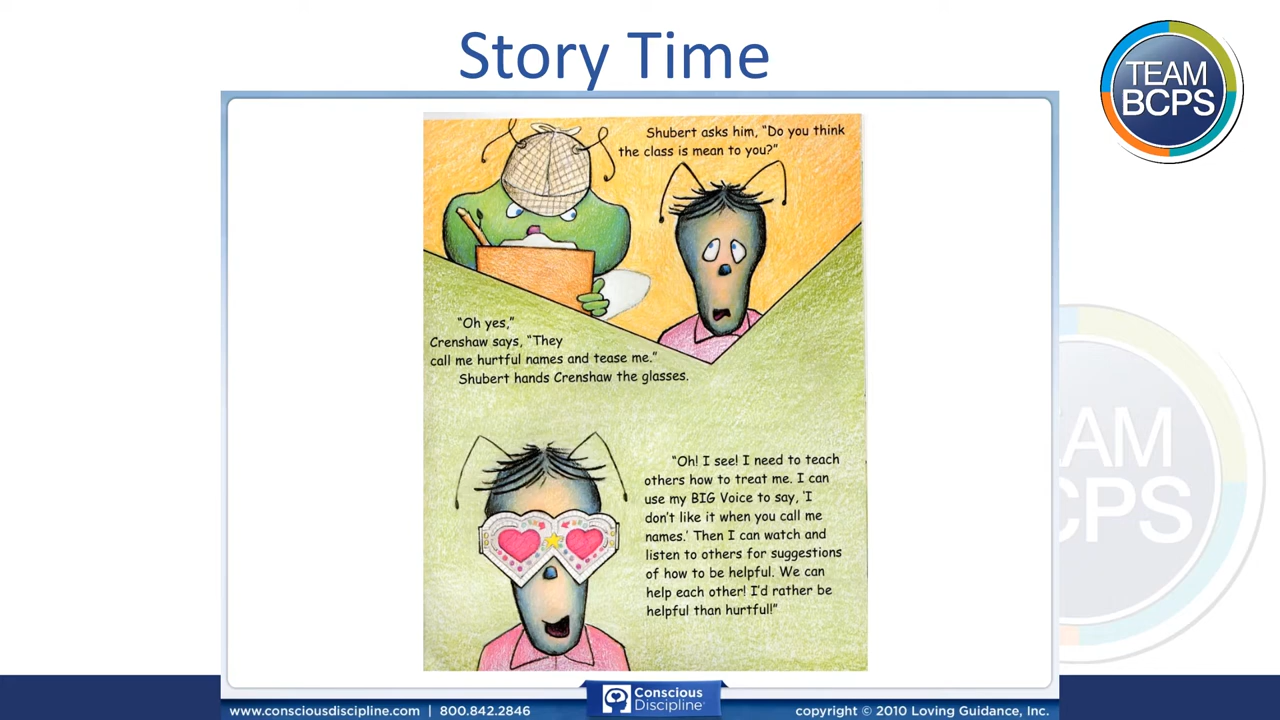 Story Time
TEAM
BCPS
Shubert asks him, “Do you think
the class is mean to you?”
“Oh yes,”
Crenshaw says, “They
call me hurtful names and tease me.”
Shubert hands Crenshaw the glasses.
“Oh! I see! I need to teach
others how to treat me. I can
use my BIG Voice to say, ‘I
don’t like it when you call me
names.’ Then I can watch and
listen to others for suggestions
of how to be helpful. We can
help each other! I’d rather be
helpful than hurtful!”
AM
CPS
www.consciousdiscipline.com | 800.842.2846
Conscious
Discipline®
copyright © 2010 Loving Guidance, Inc.